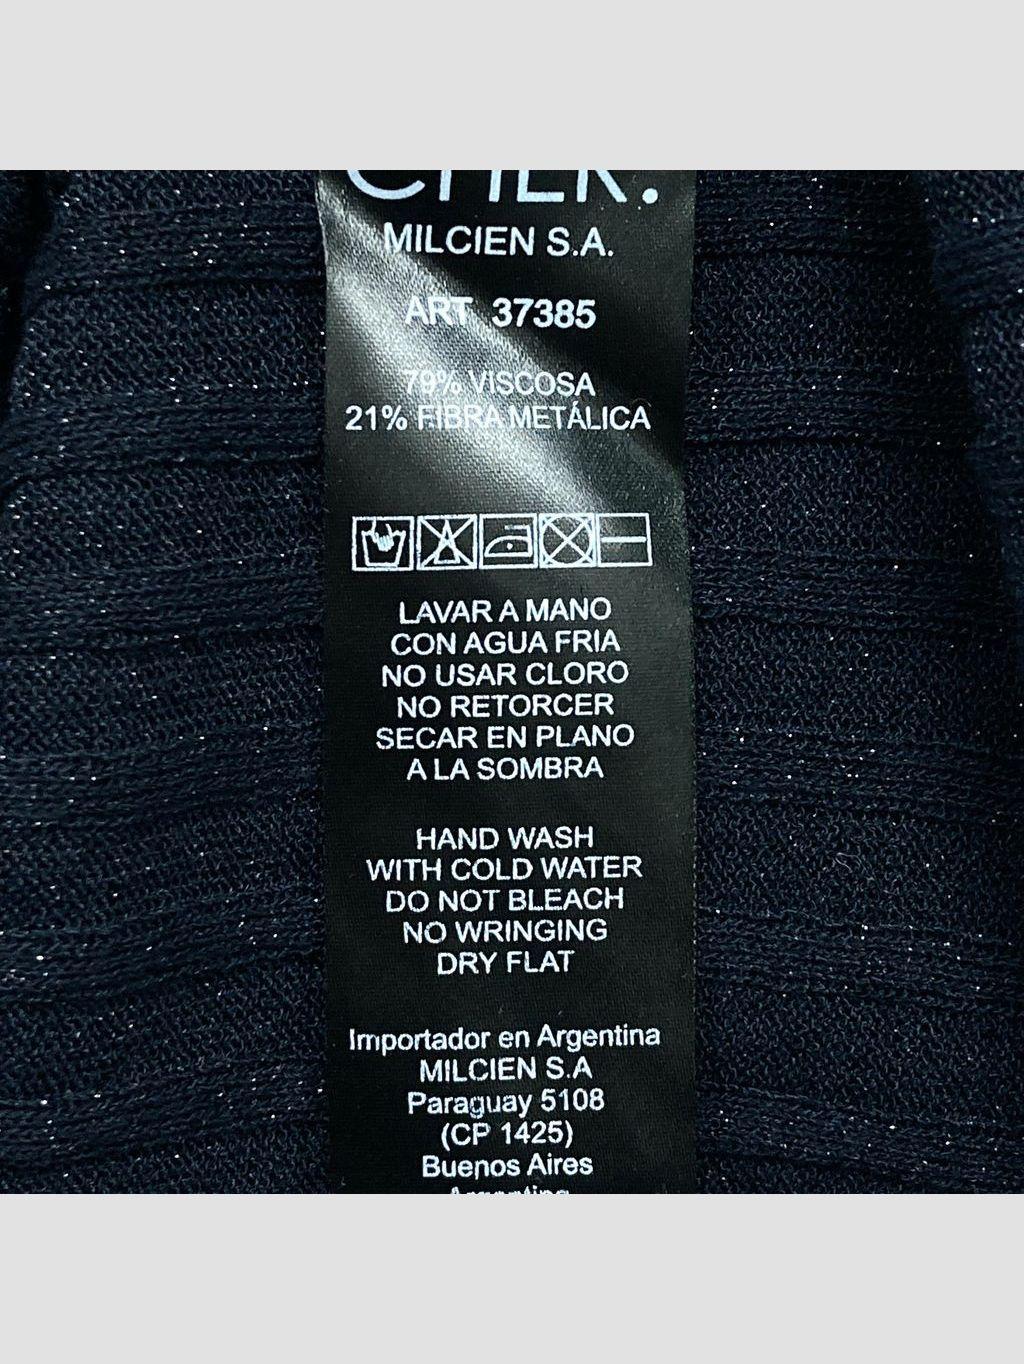 CHER.
MILCIEN S.A.
ART 37385
79% VISCOSA
21% FIBRA METÁLICA
LAVAR A MANO
CON AGUA FRIA
NO USAR CLORO
NO RETORCER
SECAR EN PLANO
A LA SOMBRA
HAND WASH
WITH COLD WATER
DO NOT BLEACH
NO WRINGING
DRY FLAT
Importador en Argentina
MILCIEN S.A
Paraguay 5108
(CP 1425)
Buenos Aires
Argentina